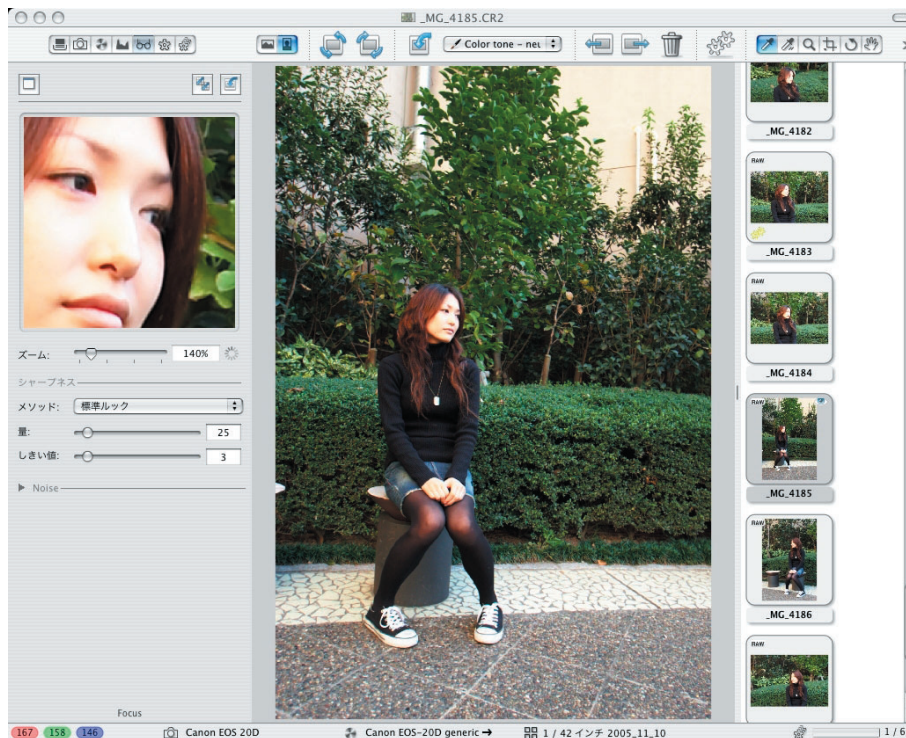 _MG_4185.CR2
Color tone – neu
_MG_4182
RAW
_MG_4183
RAW
_MG_4184
RAW
_MG_4185
RAW
_MG_4186
RAW
ズーム:
140%
シャープネス
メソッド:
標準ルック
量:
25
しきい値:
3
Noise
Focus
167 158 146
Canon EOS 20D
Canon EOS-20D generic →
1 / 42 インチ 2005_11_10
1 / 6